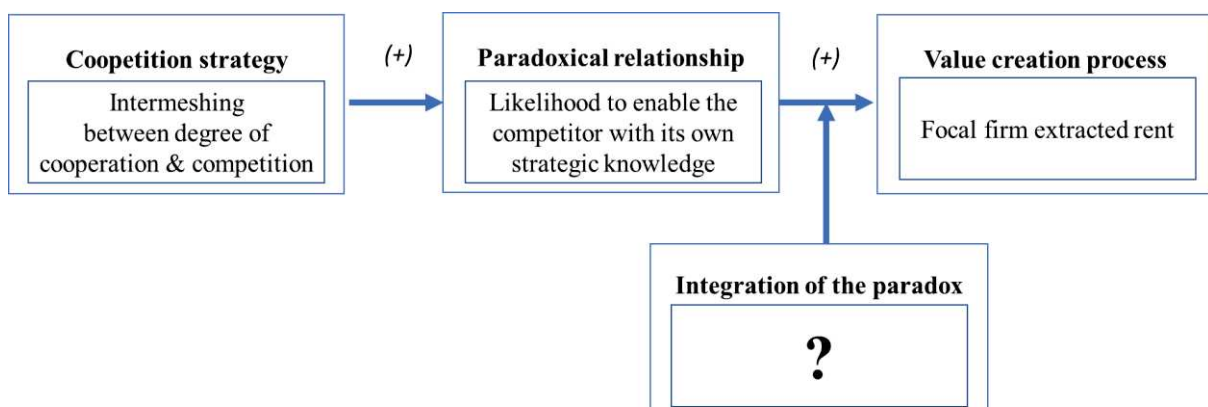 Coopetition strategy
Intermeshing
between degree of
cooperation & competition
(+)
Paradoxical relationship
Likelihood to enable the
competitor with its own
strategic knowledge
(+)
Value creation process
Focal firm extracted rent
Integration of the paradox
?